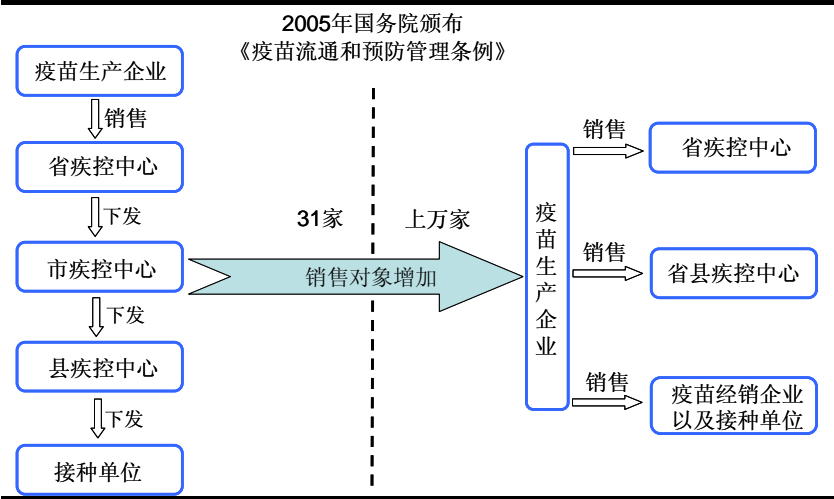 2005年国务院颁布
《疫苗流通和预防管理条例》
疫苗生产企业
销售
省疾控中心
下发
市疾控中心
下发
县疾控中心
下发
接种单位
31家
上万家
销售对象增加
疫苗生产企业
销售
省疾控中心
销售
省县疾控中心
销售
疫苗经销企业
以及接种单位